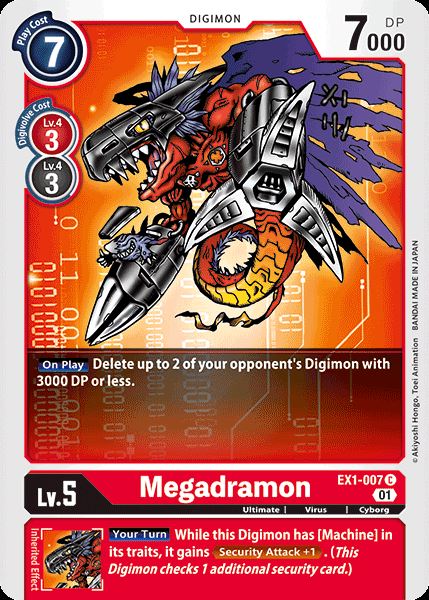 Play Cost
7
DIGIMON
DP
7000
Digivolve Cost
Lv.4
3
Lv.4
3
On Play Delete up to 2 of your opponent's Digimon with
3000 DP or less.
©Akiyoshi Hongo, Toei Animation BANDAI MADE IN JAPAN
Lv.5
Megadramon
EX1-007 C
01
Ultimate | Virus | Cyborg
Inherited Effect
Your Turn While this Digimon has [Machine] in
its traits, it gains Security Attack +1 . (This
Digimon checks 1 additional security card.)